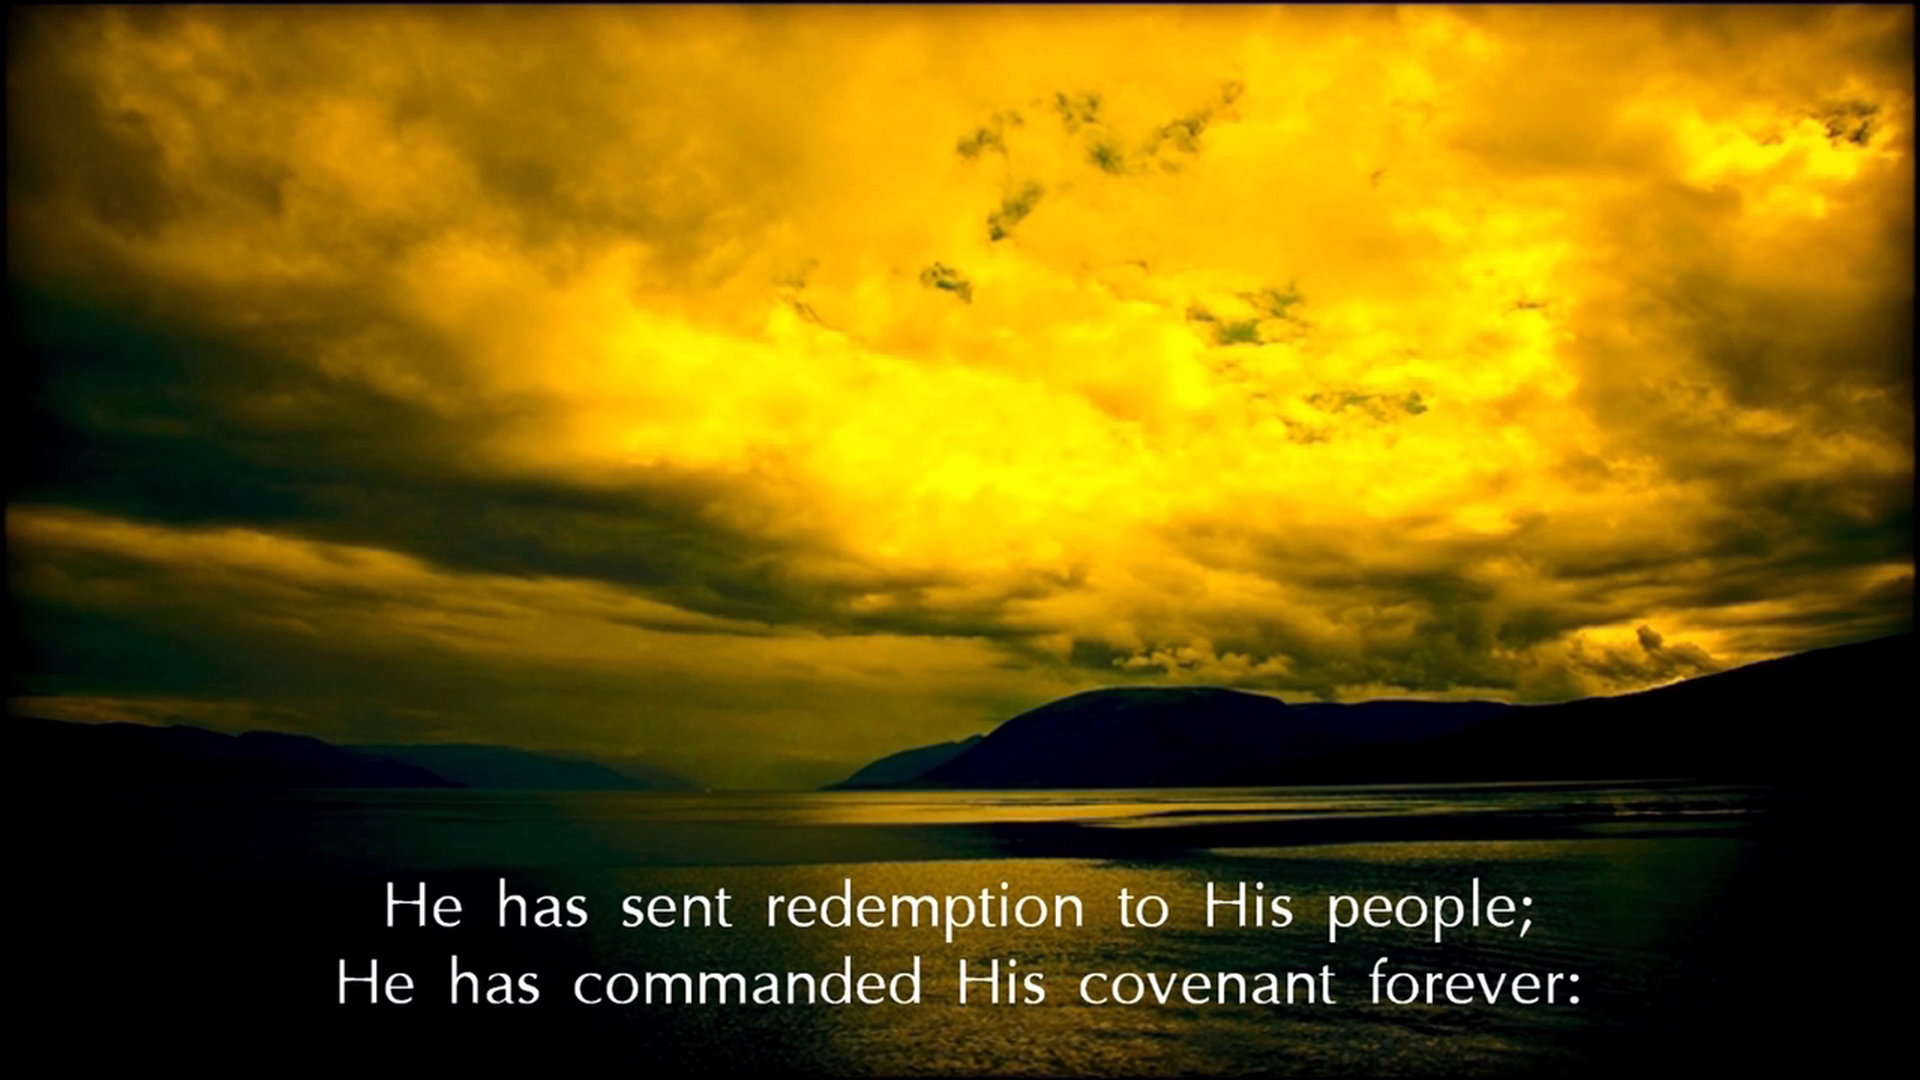 He has sent redemption to His people;
He has commanded His covenant forever: